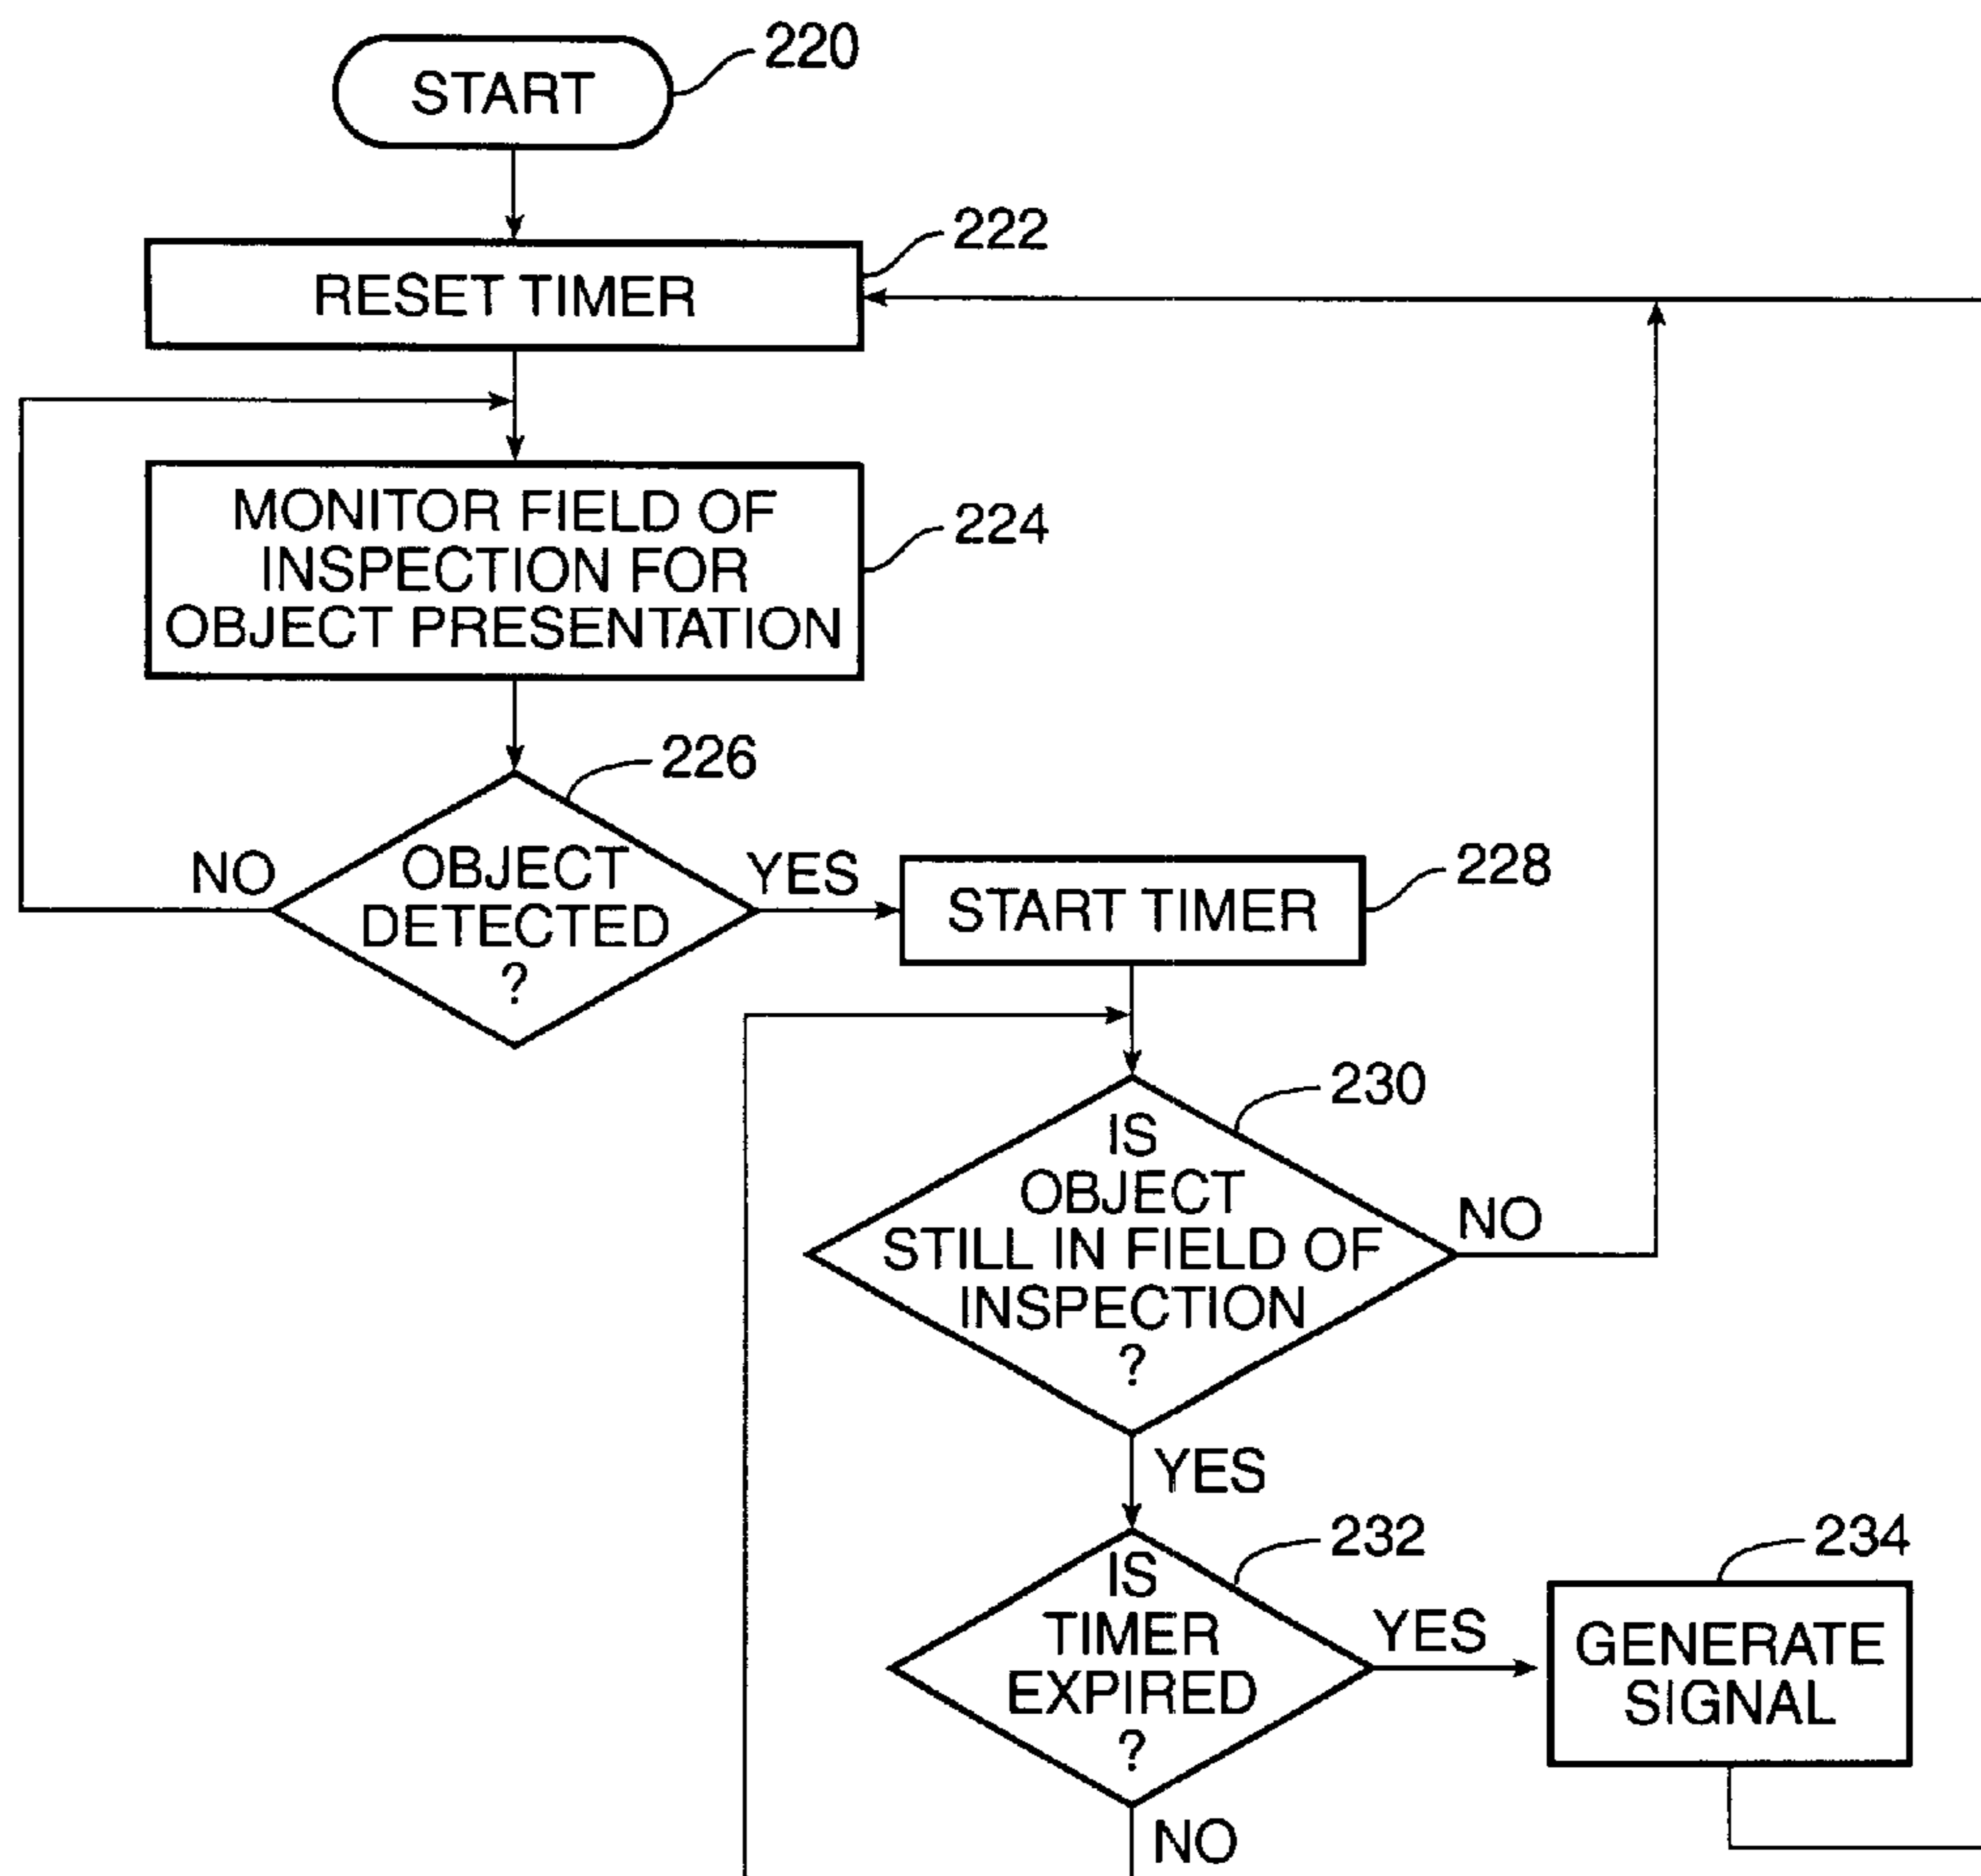 START
220
RESET TIMER
222
MONITOR FIELD OF
INSPECTION FOR
OBJECT PRESENTATION
224
226
NO
OBJECT
DETECTED
?
YES
START TIMER
228
230
IS
OBJECT
STILL IN FIELD OF
INSPECTION
?
NO
YES
232
IS
TIMER
EXPIRED
?
YES
234
GENERATE
SIGNAL
NO